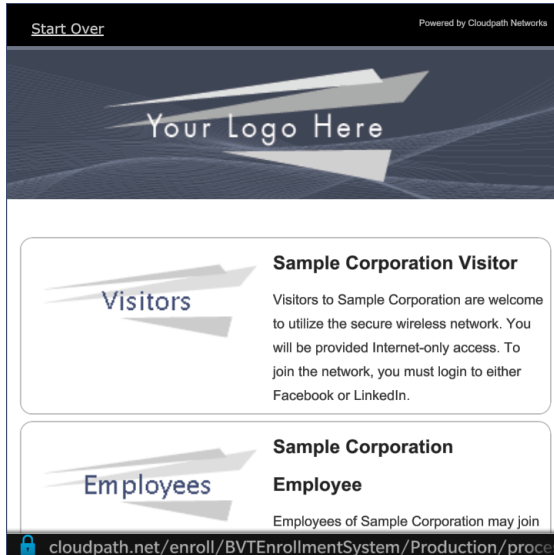 Start Over
Powered by Cloudpath Networks
Your Logo Here
Visitors
Sample Corporation Visitor
Visitors to Sample Corporation are welcome
to utilize the secure wireless network. You
will be provided Internet-only access. To
join the network, you must login to either
Facebook or LinkedIn.
Employees
Sample Corporation
Employee
Employees of Sample Corporation may join
cloudpath.net/enroll/BVTEnrollmentSystem/Production/proce